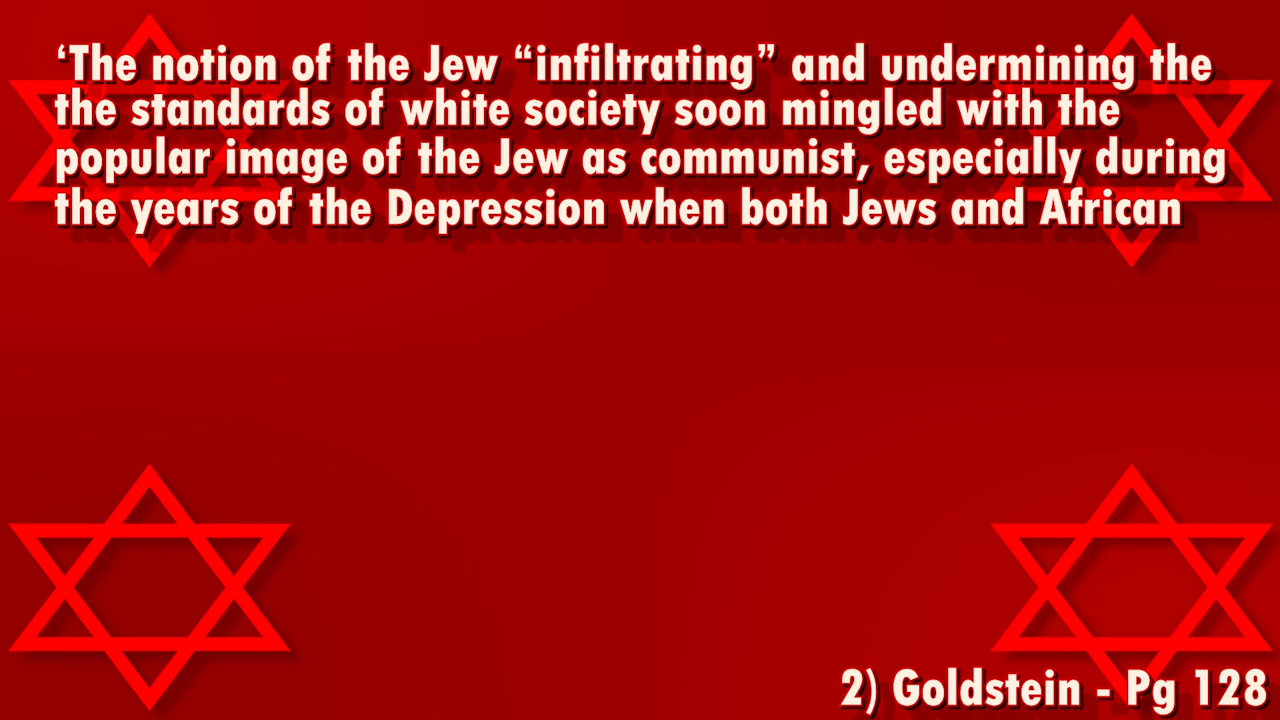 ‘The notion of the Jew “infiltrating” and undermining the
the standards of white society soon mingled with the
popular image of the Jew as communist, especially during
the years of the Depression when both Jews and African
2) Goldstein - Pg 128